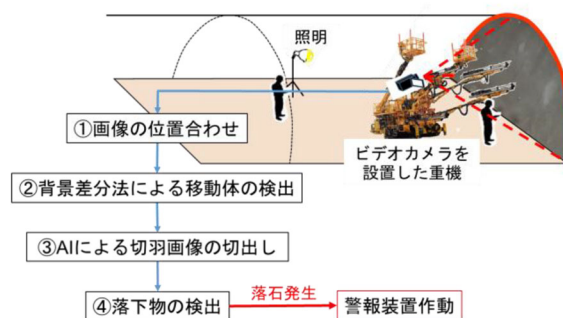 照明
①画像の位置合わせ
ビデオカメラを
設置した重機
②背景差分法による移動体の検出
③AIによる切羽画像の切出し
④落下物の検出
落石発生
警報装置作動